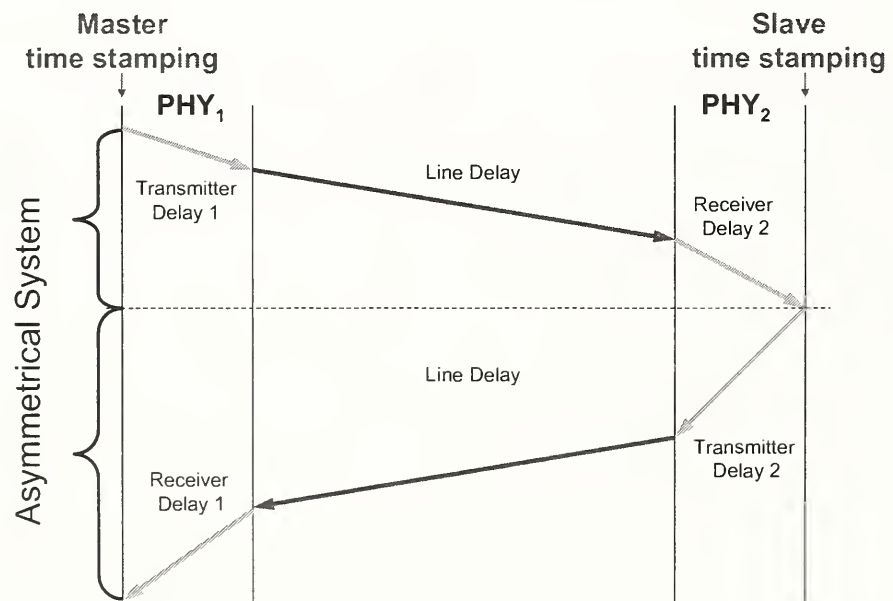 Master
time stamping
Slave
time stamping
PHY1
PHY2
Line Delay
Transmitter
Delay 1
Receiver
Delay 2
Asymmetrical System
Line Delay
Transmitter
Delay 2
Receiver
Delay 1